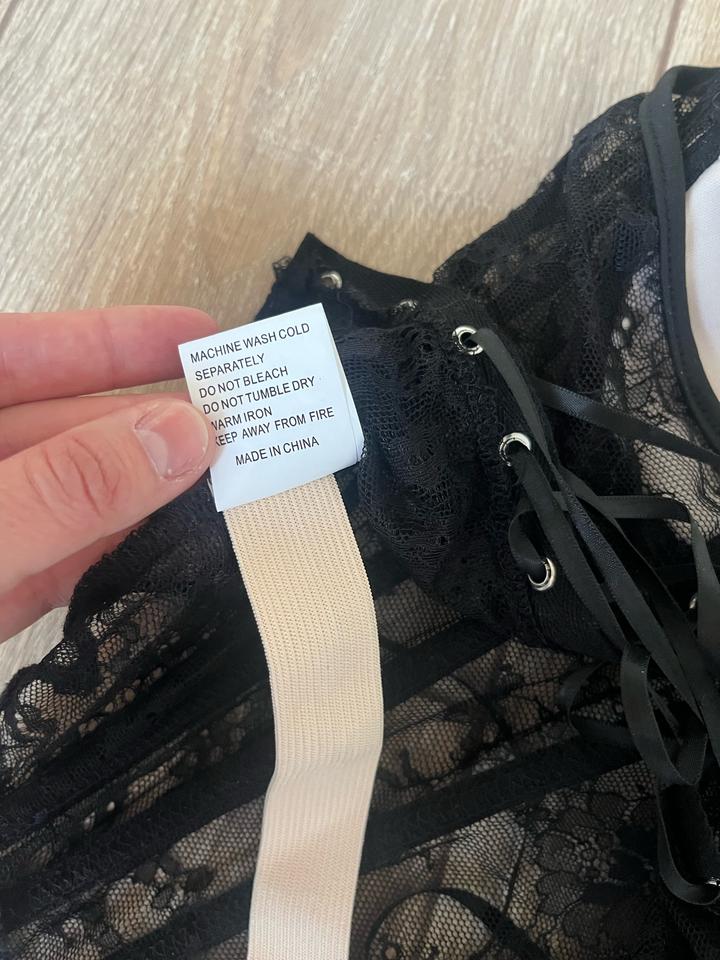 MACHINE WASH COLD
SEPARATELY
DO NOT BLEACH
DO NOT TUMBLE DRY
WARM IRON
KEEP AWAY FROM FIRE
MADE IN CHINA